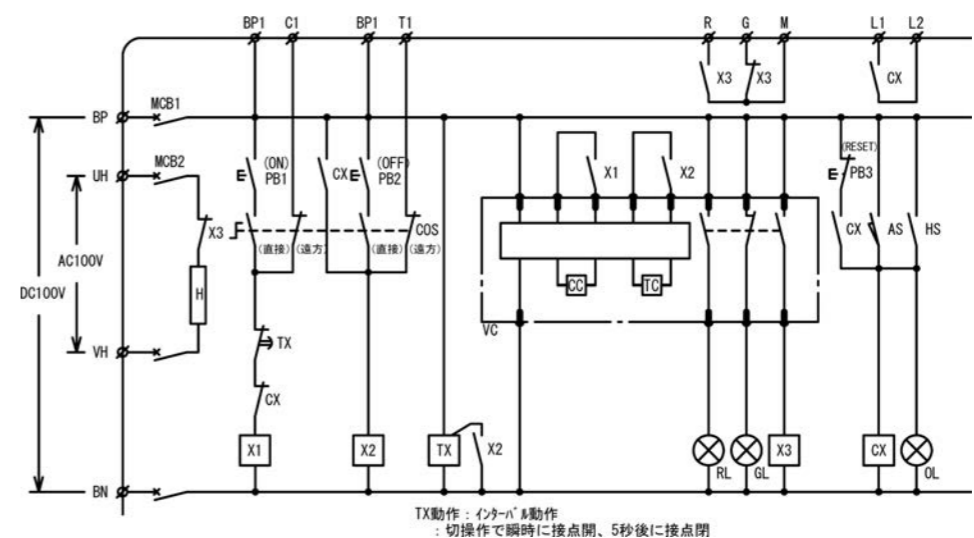 BP1 C1 BP1 T1 R G M L1 L2
X3 X3 CX
BP MCB1
(ON) PB1 CX (OFF) PB2 X1 X2 (RESET) PB3
UH MCB2
X3 (直接) (遠方) (直接) (遠方) COS CX AS HS
AC100V
DC100V
H CC TC
VC
VH TX
CX
X1 X2 TX X2 RL GL X3 CX OL
BN
TX動作：インターバル動作
：切操作で瞬時に接点開、5秒後に接点閉